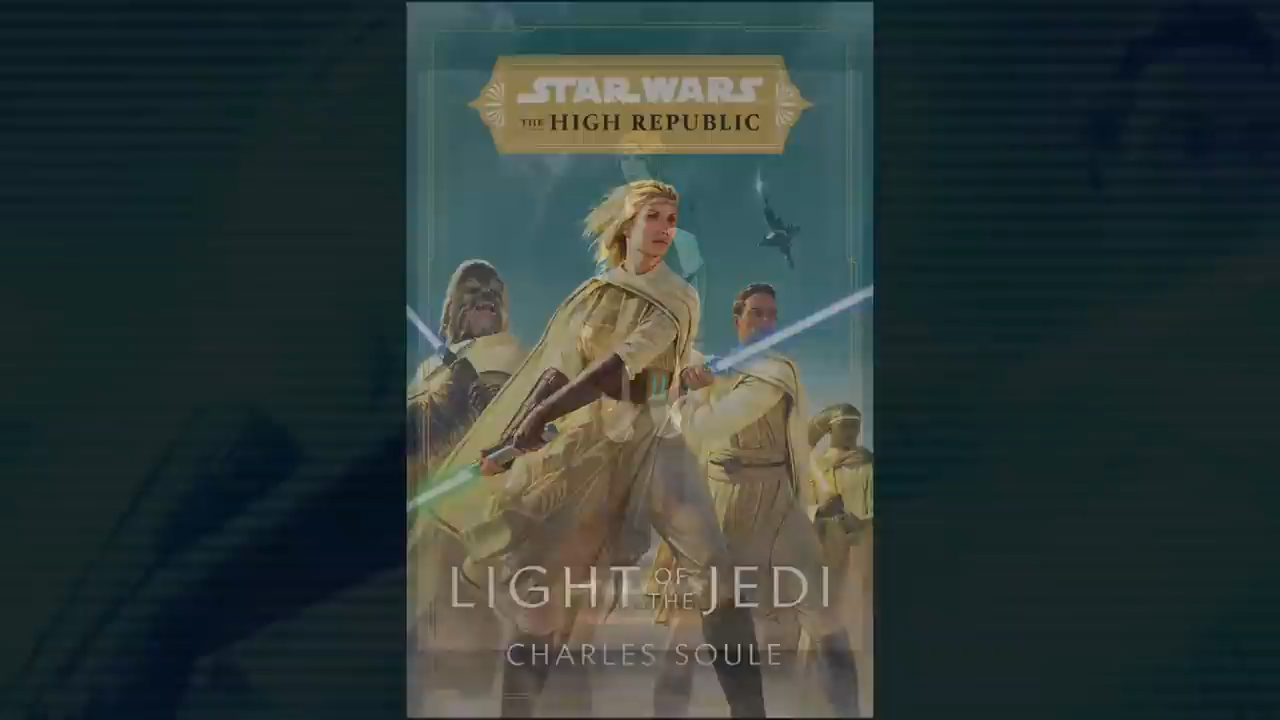 STAR WARS
THE HIGH REPUBLIC
LIGHT OF THE JEDI
CHARLES SOULE